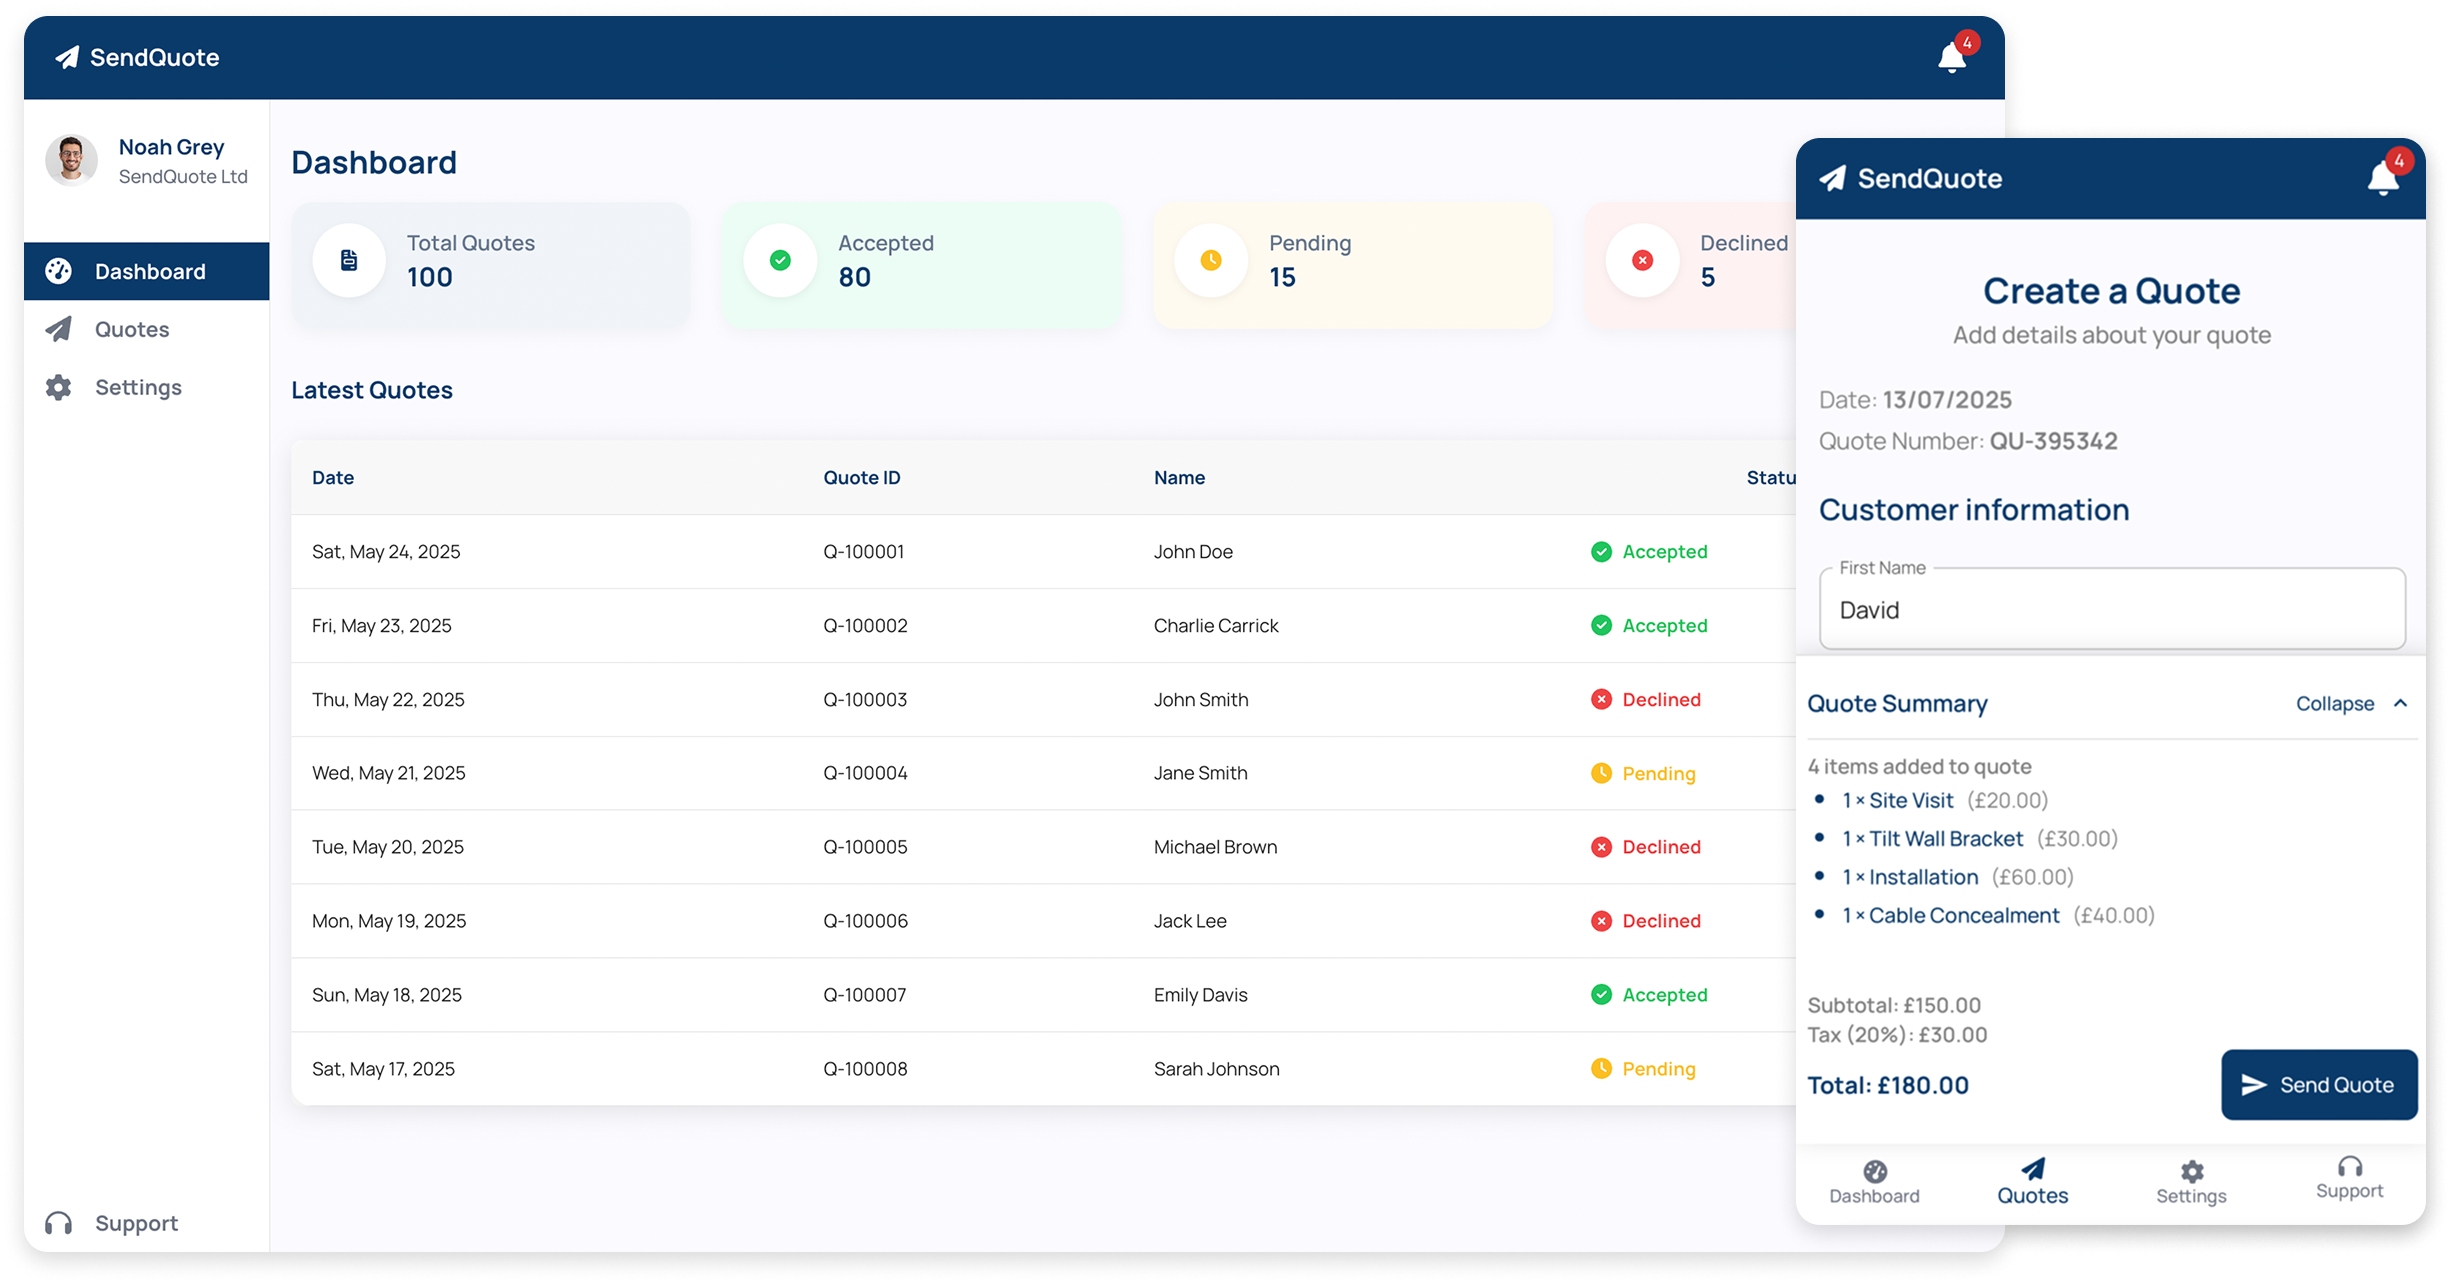 SendQuote
4
Noah Grey
SendQuote Ltd
Dashboard
Quotes
Settings
Support
Dashboard
Total Quotes
100
Accepted
80
Pending
15
Declined
5
Latest Quotes
Date Quote ID Name Statu
Sat, May 24, 2025 Q-100001 John Doe Accepted
Fri, May 23, 2025 Q-100002 Charlie Carrick Accepted
Thu, May 22, 2025 Q-100003 John Smith Declined
Wed, May 21, 2025 Q-100004 Jane Smith Pending
Tue, May 20, 2025 Q-100005 Michael Brown Declined
Mon, May 19, 2025 Q-100006 Jack Lee Declined
Sun, May 18, 2025 Q-100007 Emily Davis Accepted
Sat, May 17, 2025 Q-100008 Sarah Johnson Pending
SendQuote
4
Create a Quote
Add details about your quote
Date: 13/07/2025
Quote Number: QU-395342
Customer information
First Name
David
Quote Summary Collapse
4 items added to quote
• 1 × Site Visit (£20.00)
• 1 × Tilt Wall Bracket (£30.00)
• 1 × Installation (£60.00)
• 1 × Cable Concealment (£40.00)
Subtotal: £150.00
Tax (20%): £30.00
Total: £180.00
Send Quote
Dashboard Quotes Settings Support